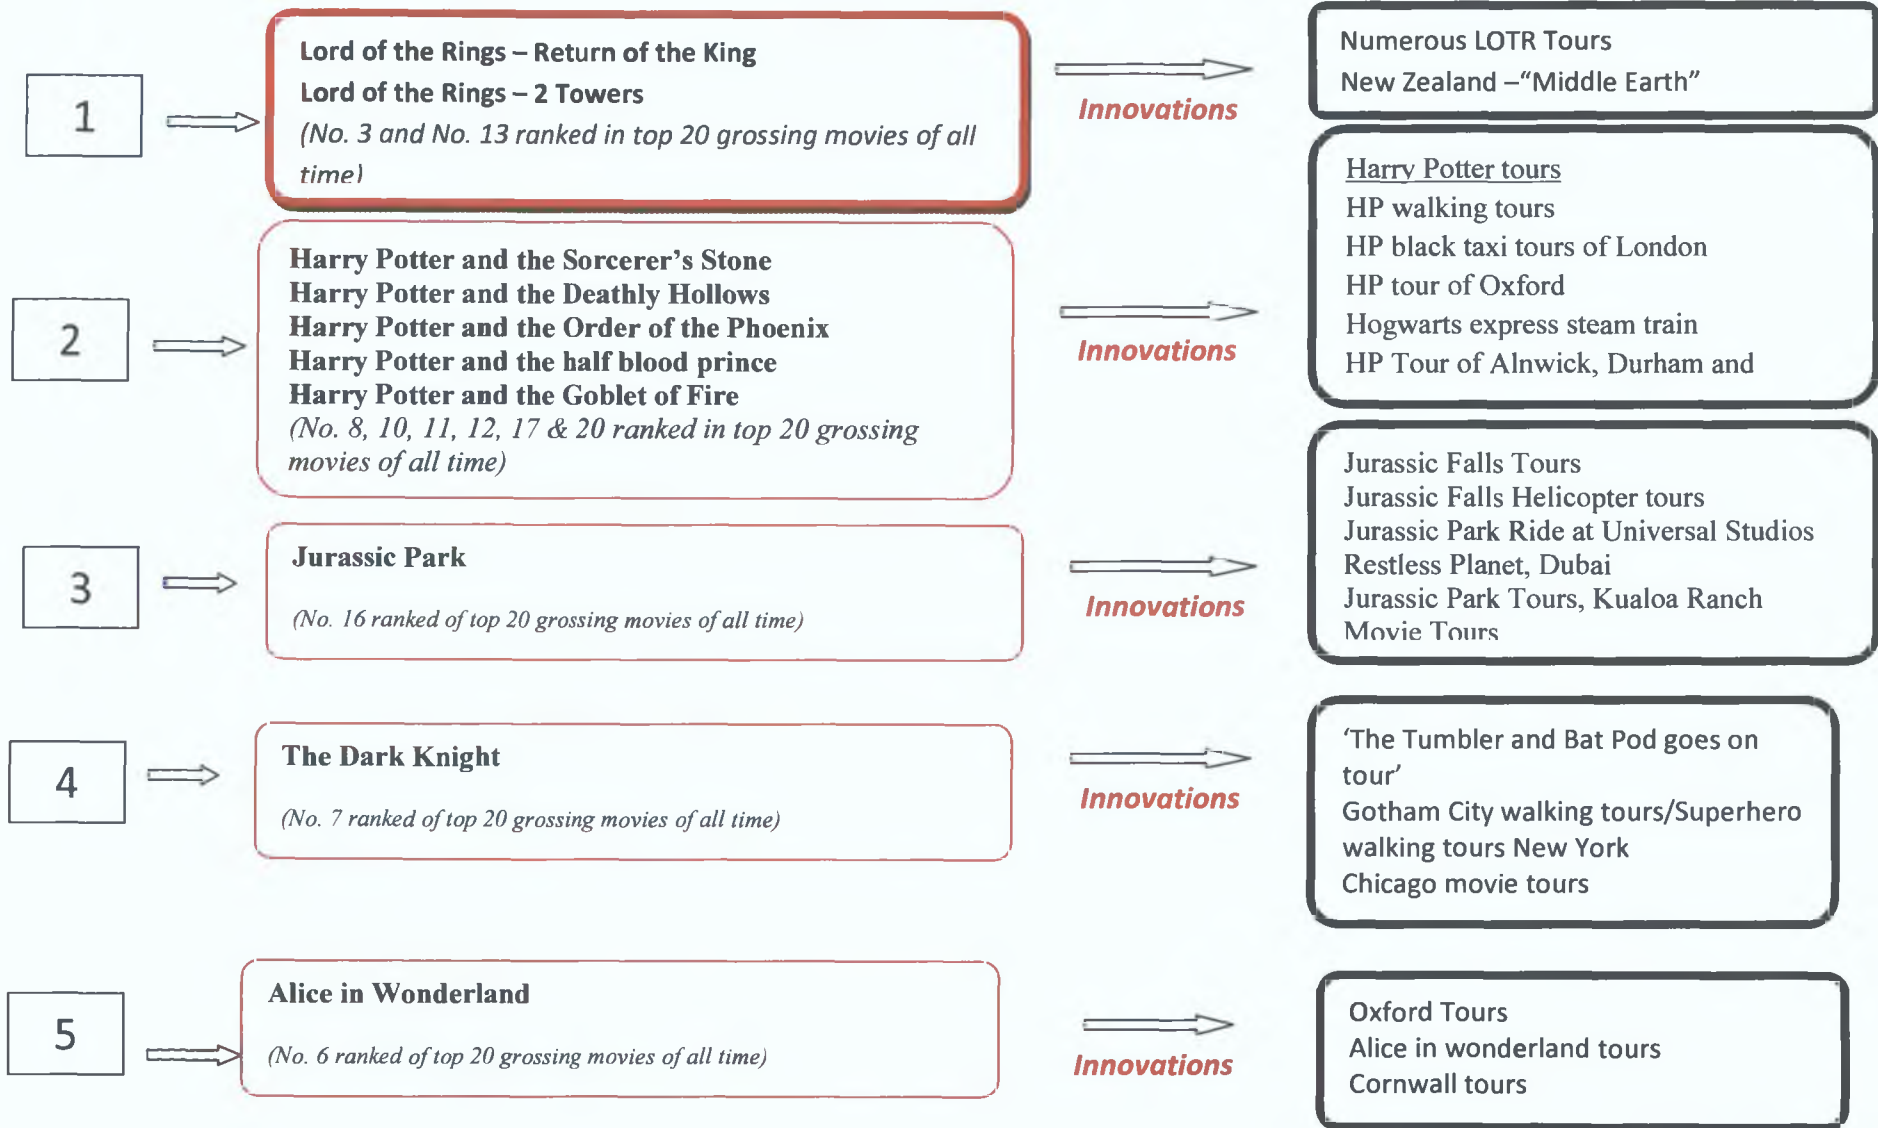 1
Lord of the Rings – Return of the King
Lord of the Rings – 2 Towers
(No. 3 and No. 13 ranked in top 20 grossing movies of all
time)
Innovations
Numerous LOTR Tours
New Zealand –“Middle Earth”
2
Harry Potter and the Sorcerer’s Stone
Harry Potter and the Deathly Hollows
Harry Potter and the Order of the Phoenix
Harry Potter and the half blood prince
Harry Potter and the Goblet of Fire
(No. 8, 10, 11, 12, 17 & 20 ranked in top 20 grossing
movies of all time)
Innovations
Harry Potter tours
HP walking tours
HP black taxi tours of London
HP tour of Oxford
Hogwarts express steam train
HP Tour of Alnwick, Durham and
3
Jurassic Park
(No. 16 ranked of top 20 grossing movies of all time)
Innovations
Jurassic Falls Tours
Jurassic Falls Helicopter tours
Jurassic Park Ride at Universal Studios
Restless Planet, Dubai
Jurassic Park Tours, Kualoa Ranch
Movie Tours
4
The Dark Knight
(No. 7 ranked of top 20 grossing movies of all time)
Innovations
‘The Tumbler and Bat Pod goes on
tour’
Gotham City walking tours/Superhero
walking tours New York
Chicago movie tours
5
Alice in Wonderland
(No. 6 ranked of top 20 grossing movies of all time)
Innovations
Oxford Tours
Alice in wonderland tours
Cornwall tours